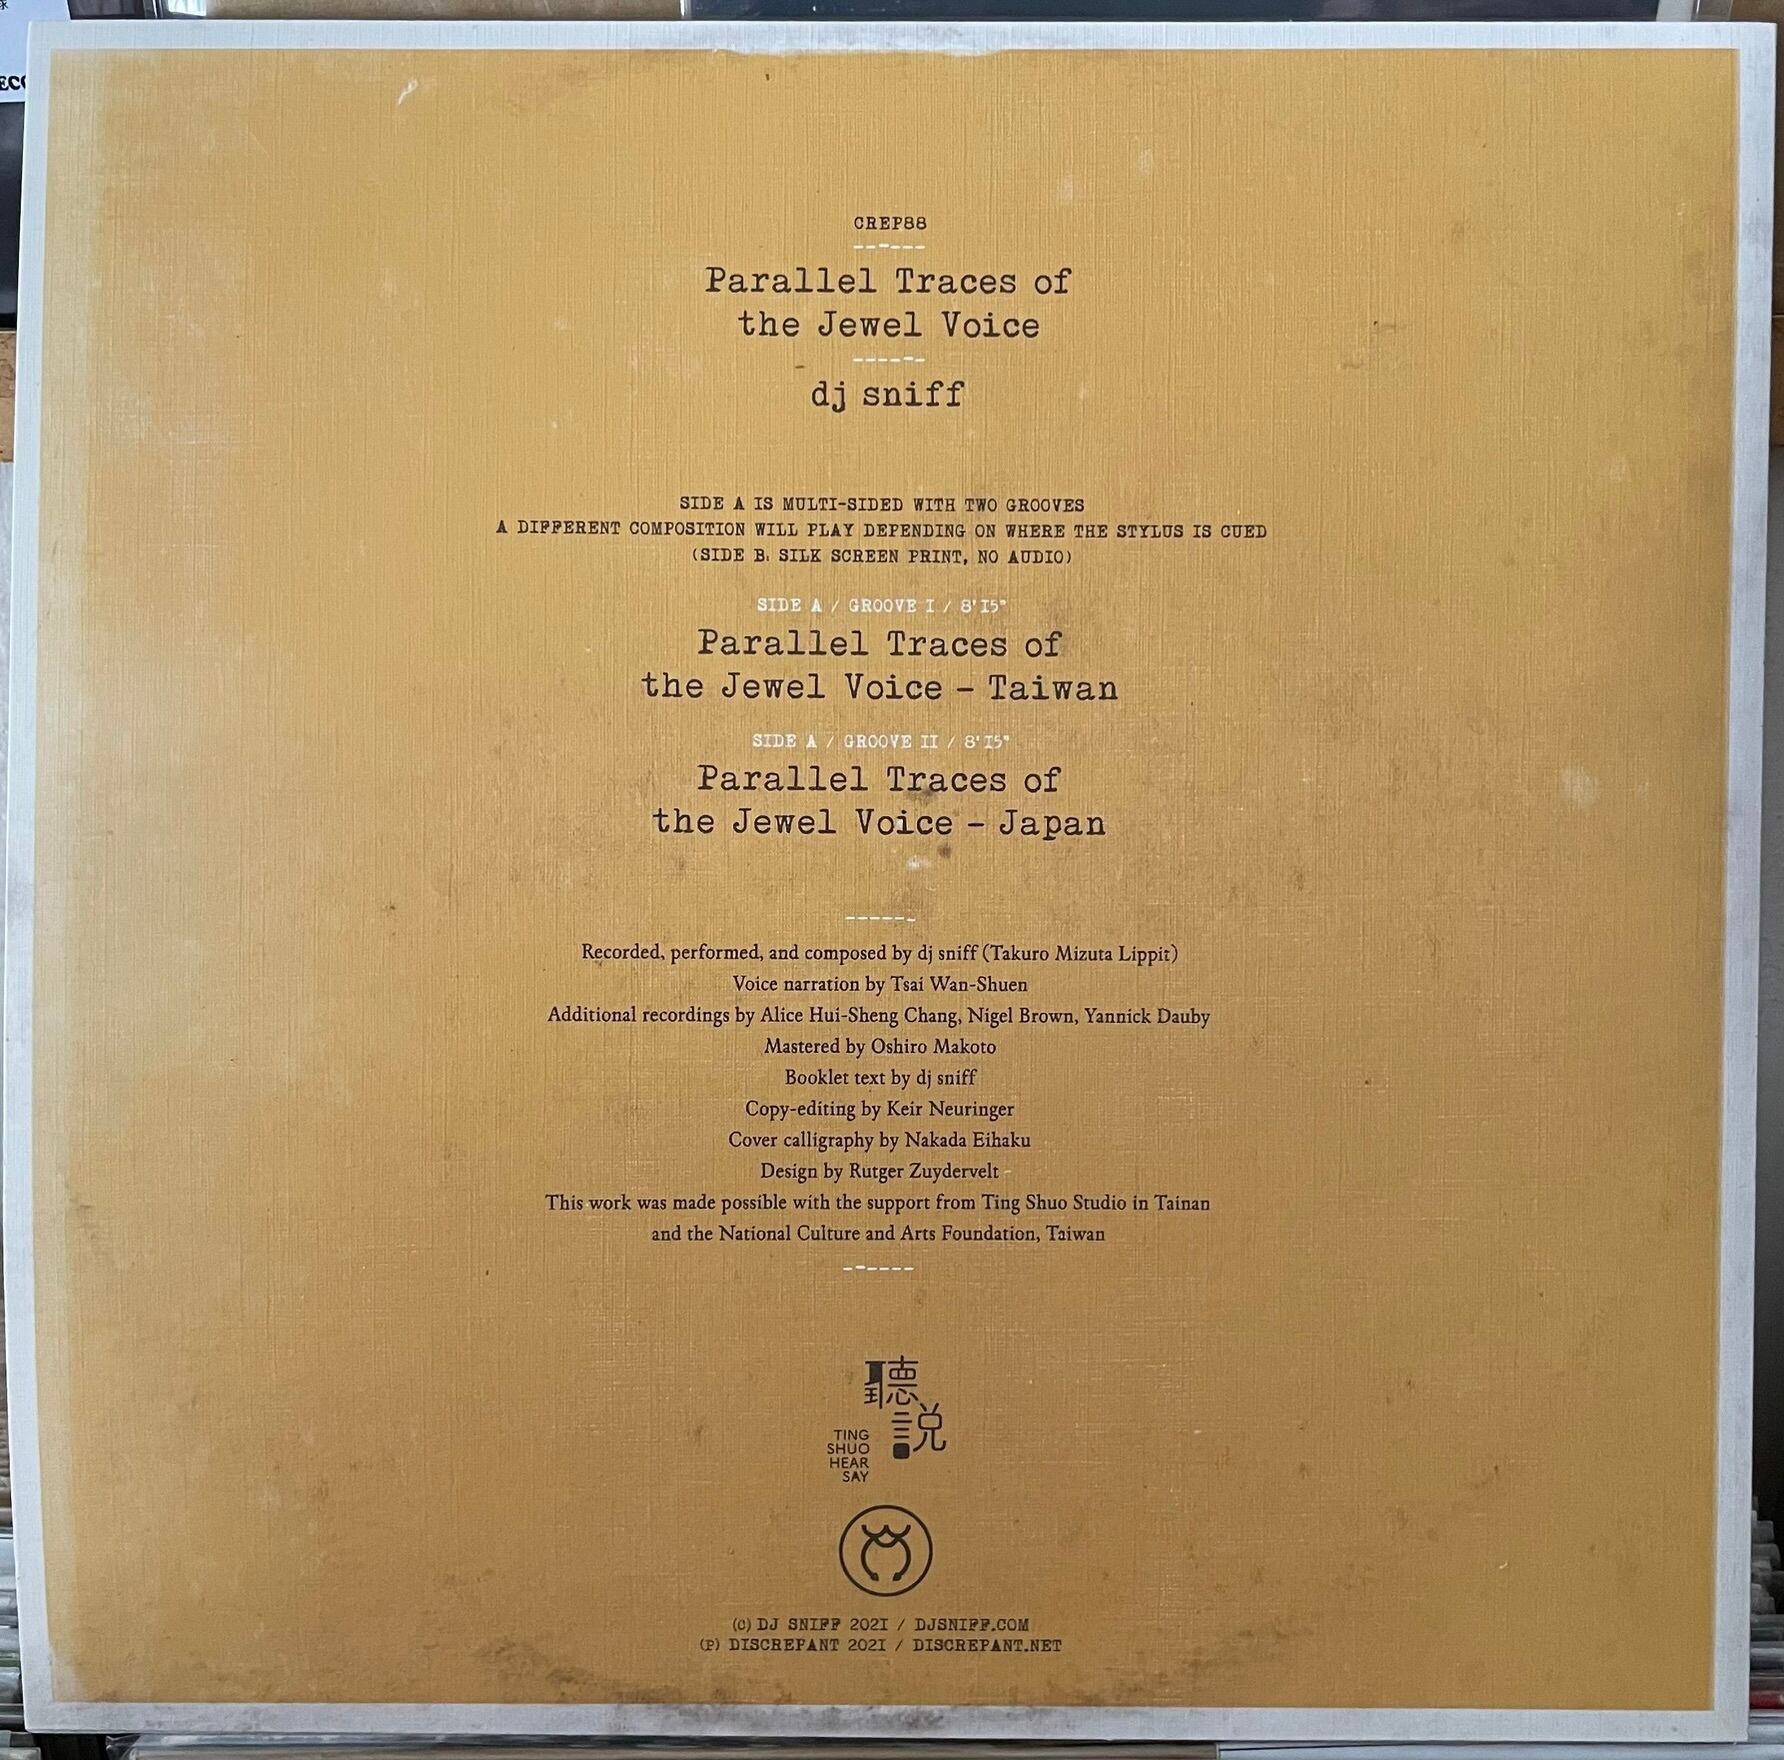 CREP88
Parallel Traces of
the Jewel Voice
dj sniff
SIDE A IS MULTI-SIDED WITH TWO GROOVES
A DIFFERENT COMPOSITION WILL PLAY DEPENDING ON WHERE THE STYLUS IS CUED
(SIDE B: SILK SCREEN PRINT, NO AUDIO)
SIDE A / GROOVE I / 8'15"
Parallel Traces of
the Jewel Voice – Taiwan
SIDE A / GROOVE II / 8'15"
Parallel Traces of
the Jewel Voice – Japan
Recorded, performed, and composed by dj sniff (Takuro Mizuta Lippit)
Voice narration by Tsai Wan-Shuen
Additional recordings by Alice Hui-Sheng Chang, Nigel Brown, Yannick Dauby
Mastered by Oshiro Makoto
Booklet text by dj sniff
Copy-editing by Keir Neuringer
Cover calligraphy by Nakada Eihaku
Design by Rutger Zuydervelt
This work was made possible with the support from Ting Shuo Studio in Tainan
and the National Culture and Arts Foundation, Taiwan
聽説
TING
SHUO
HEAR
SAY
(C) DJ SNIFF 2021 / DJSNIFF.COM
(P) DISCREPANT 2021 / DISCREPANT.NET